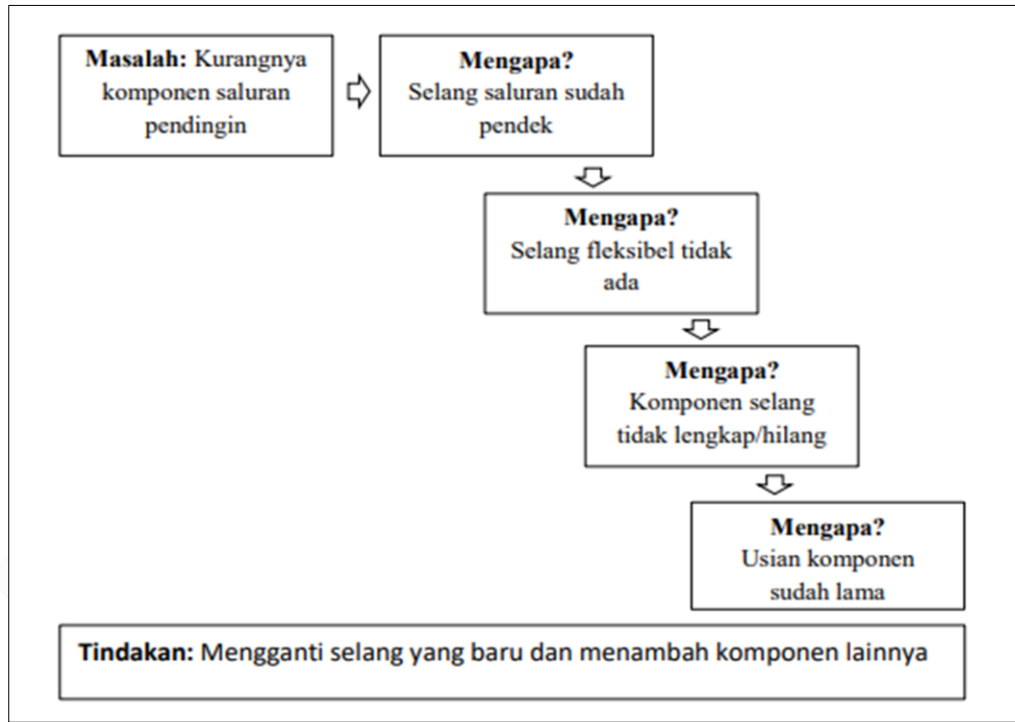 Masalah: Kurangnya
komponen saluran
pendingin
Mengapa?
Selang saluran sudah
pendek
Mengapa?
Selang fleksibel tidak
ada
Mengapa?
Komponen selang
tidak lengkap/hilang
Mengapa?
Usian komponen
sudah lama
Tindakan: Mengganti selang yang baru dan menambah komponen lainnya